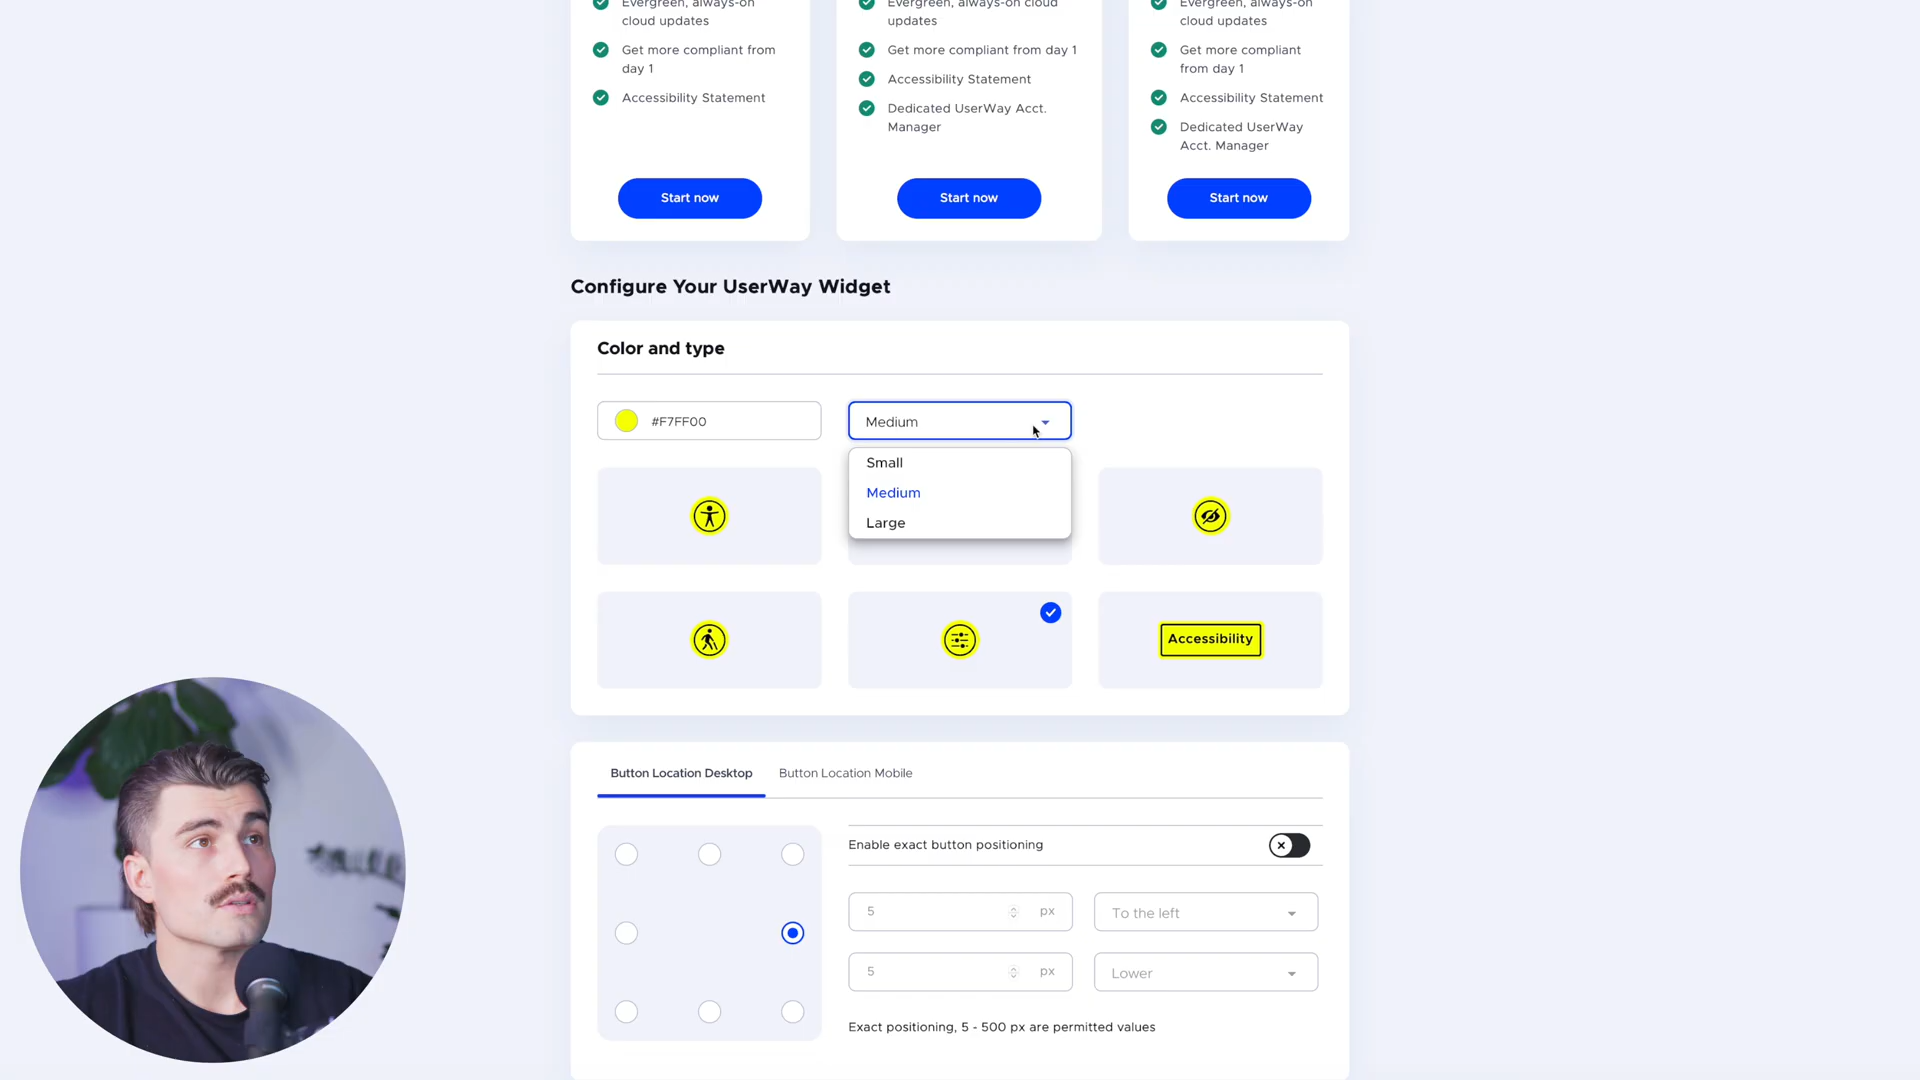 Evergreen, always-on
cloud updates
Get more compliant from
day 1
Accessibility Statement
Start now
Evergreen, always-on cloud
updates
Get more compliant from day 1
Accessibility Statement
Dedicated UserWay Acct.
Manager
Start now
Evergreen, always-on
cloud updates
Get more compliant
from day 1
Accessibility Statement
Dedicated UserWay
Acct. Manager
Start now
Configure Your UserWay Widget
Color and type
#F7FF00
Medium
Small
Medium
Large
Accessibility
Button Location Desktop
Button Location Mobile
Enable exact button positioning
5 px
To the left
5 px
Lower
Exact positioning, 5 - 500 px are permitted values